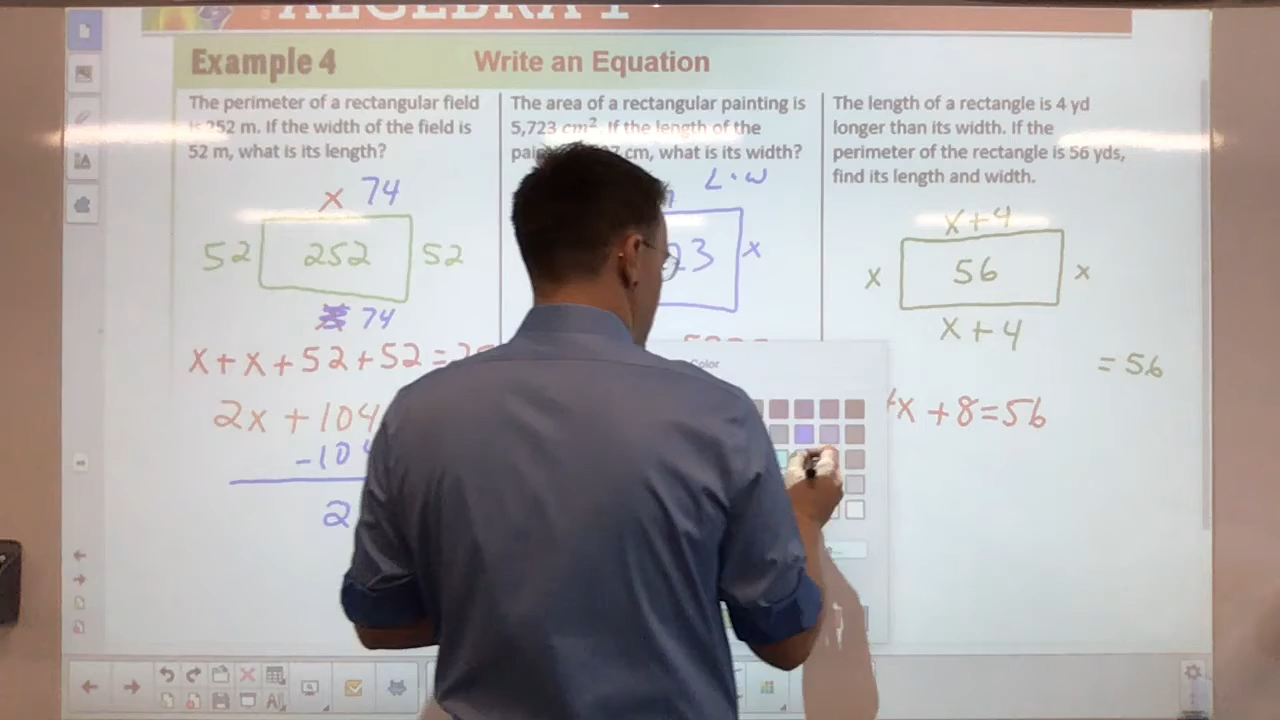 ALGEBRA 1
Example 4
Write an Equation
The perimeter of a rectangular field
is 252 m. If the width of the field is
52 m, what is its length?
x 74
52 252 52
74
x + x + 52 + 52 =
2x + 104
-104
2
The area of a rectangular painting is
5,723 cm². If the length of the
cm, what is its width?
L · W
23 x
Color
The length of a rectangle is 4 yd
longer than its width. If the
perimeter of the rectangle is 56 yds,
find its length and width.
x + 4
x 56 x
x + 4
= 56
x + 8 = 56